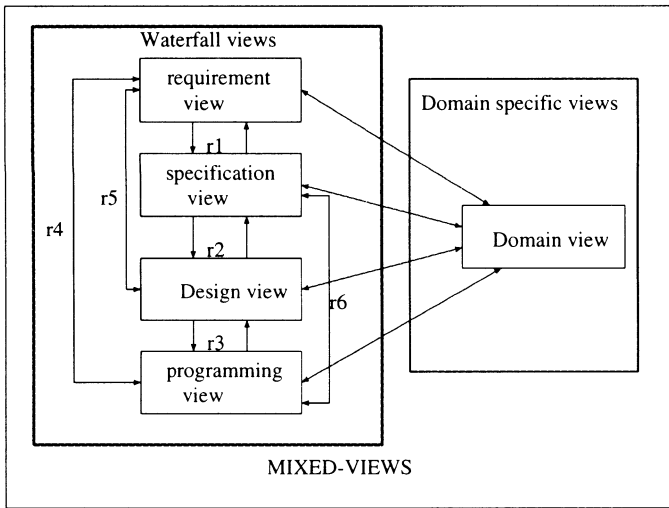 Waterfall views
requirement
view
r1
specification
view
r5
r4
r2
Design view
r6
r3
programming
view
Domain specific views
Domain view
MIXED-VIEWS